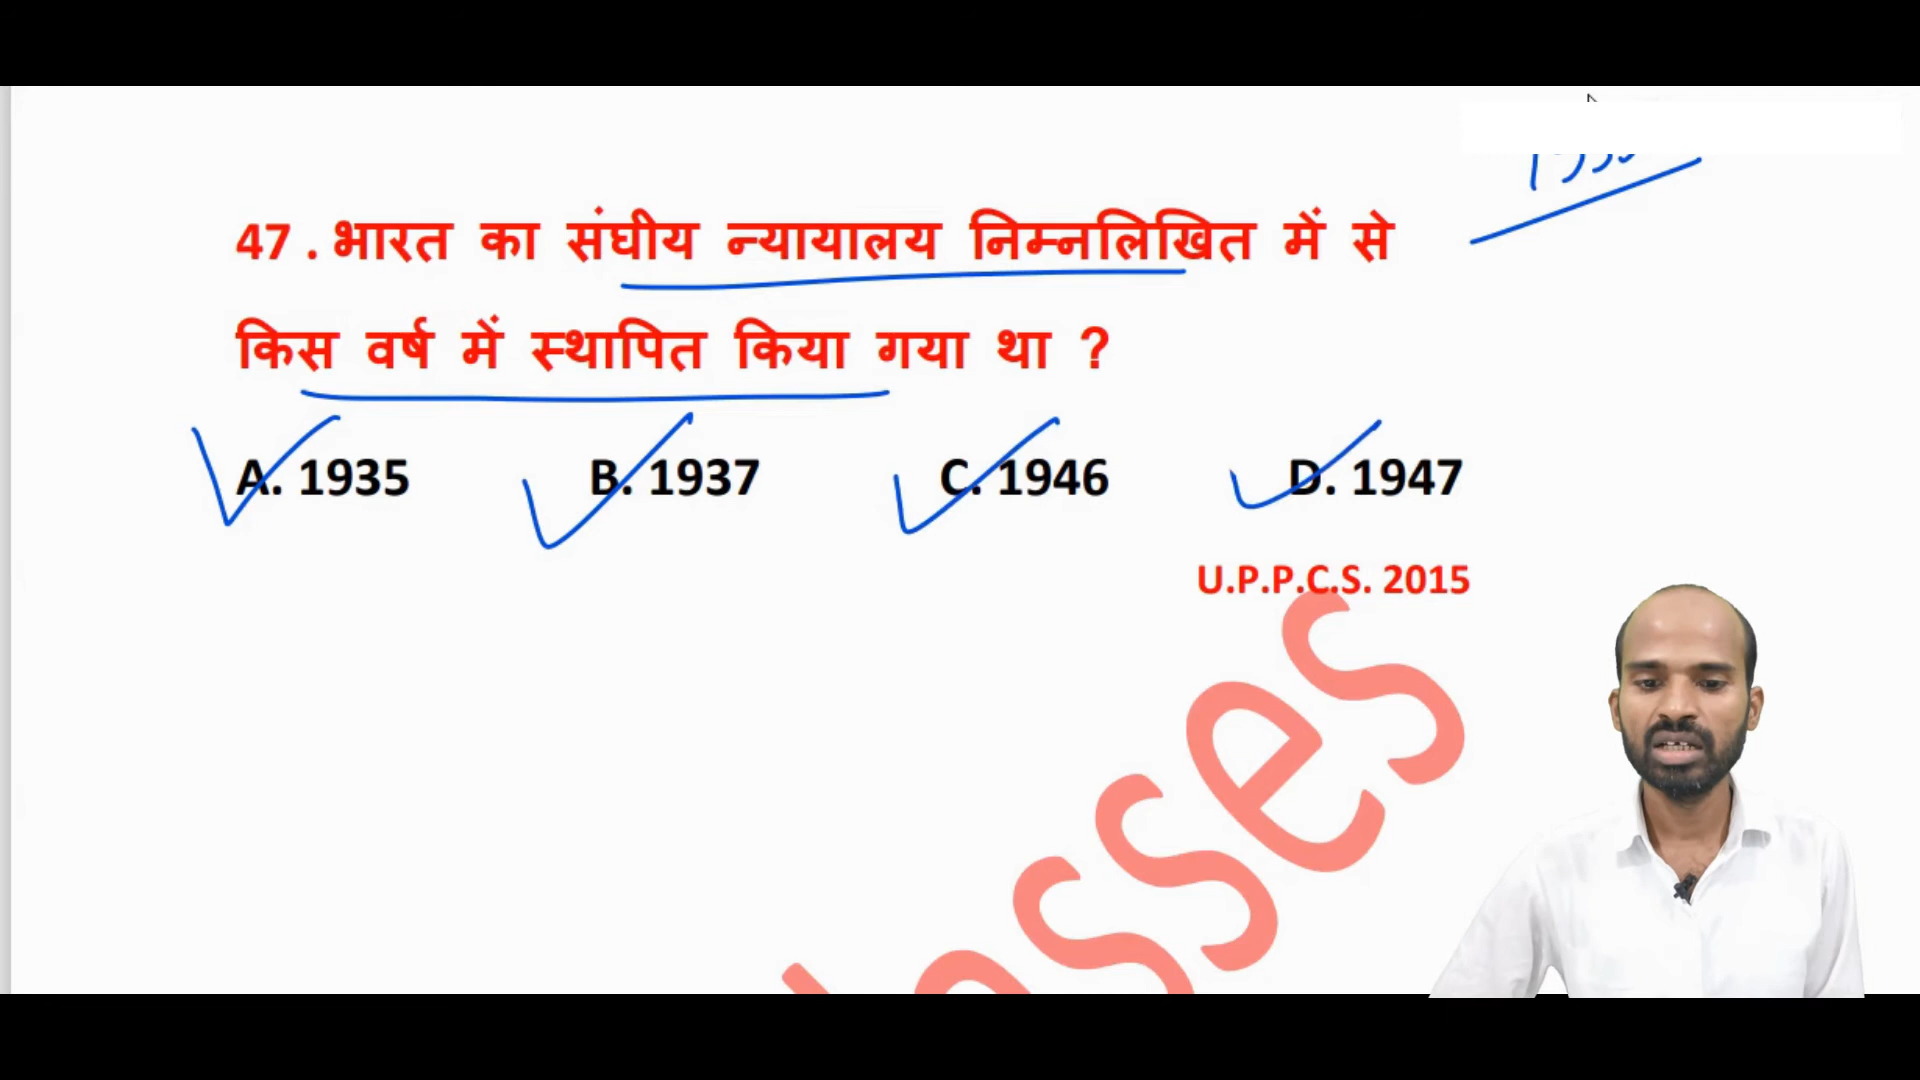 47 . भारत का संघीय न्यायालय निम्नलिखित में से
किस वर्ष में स्थापित किया गया था ?
A. 1935 B. 1937 C. 1946 D. 1947
U.P.P.C.S. 2015
sses